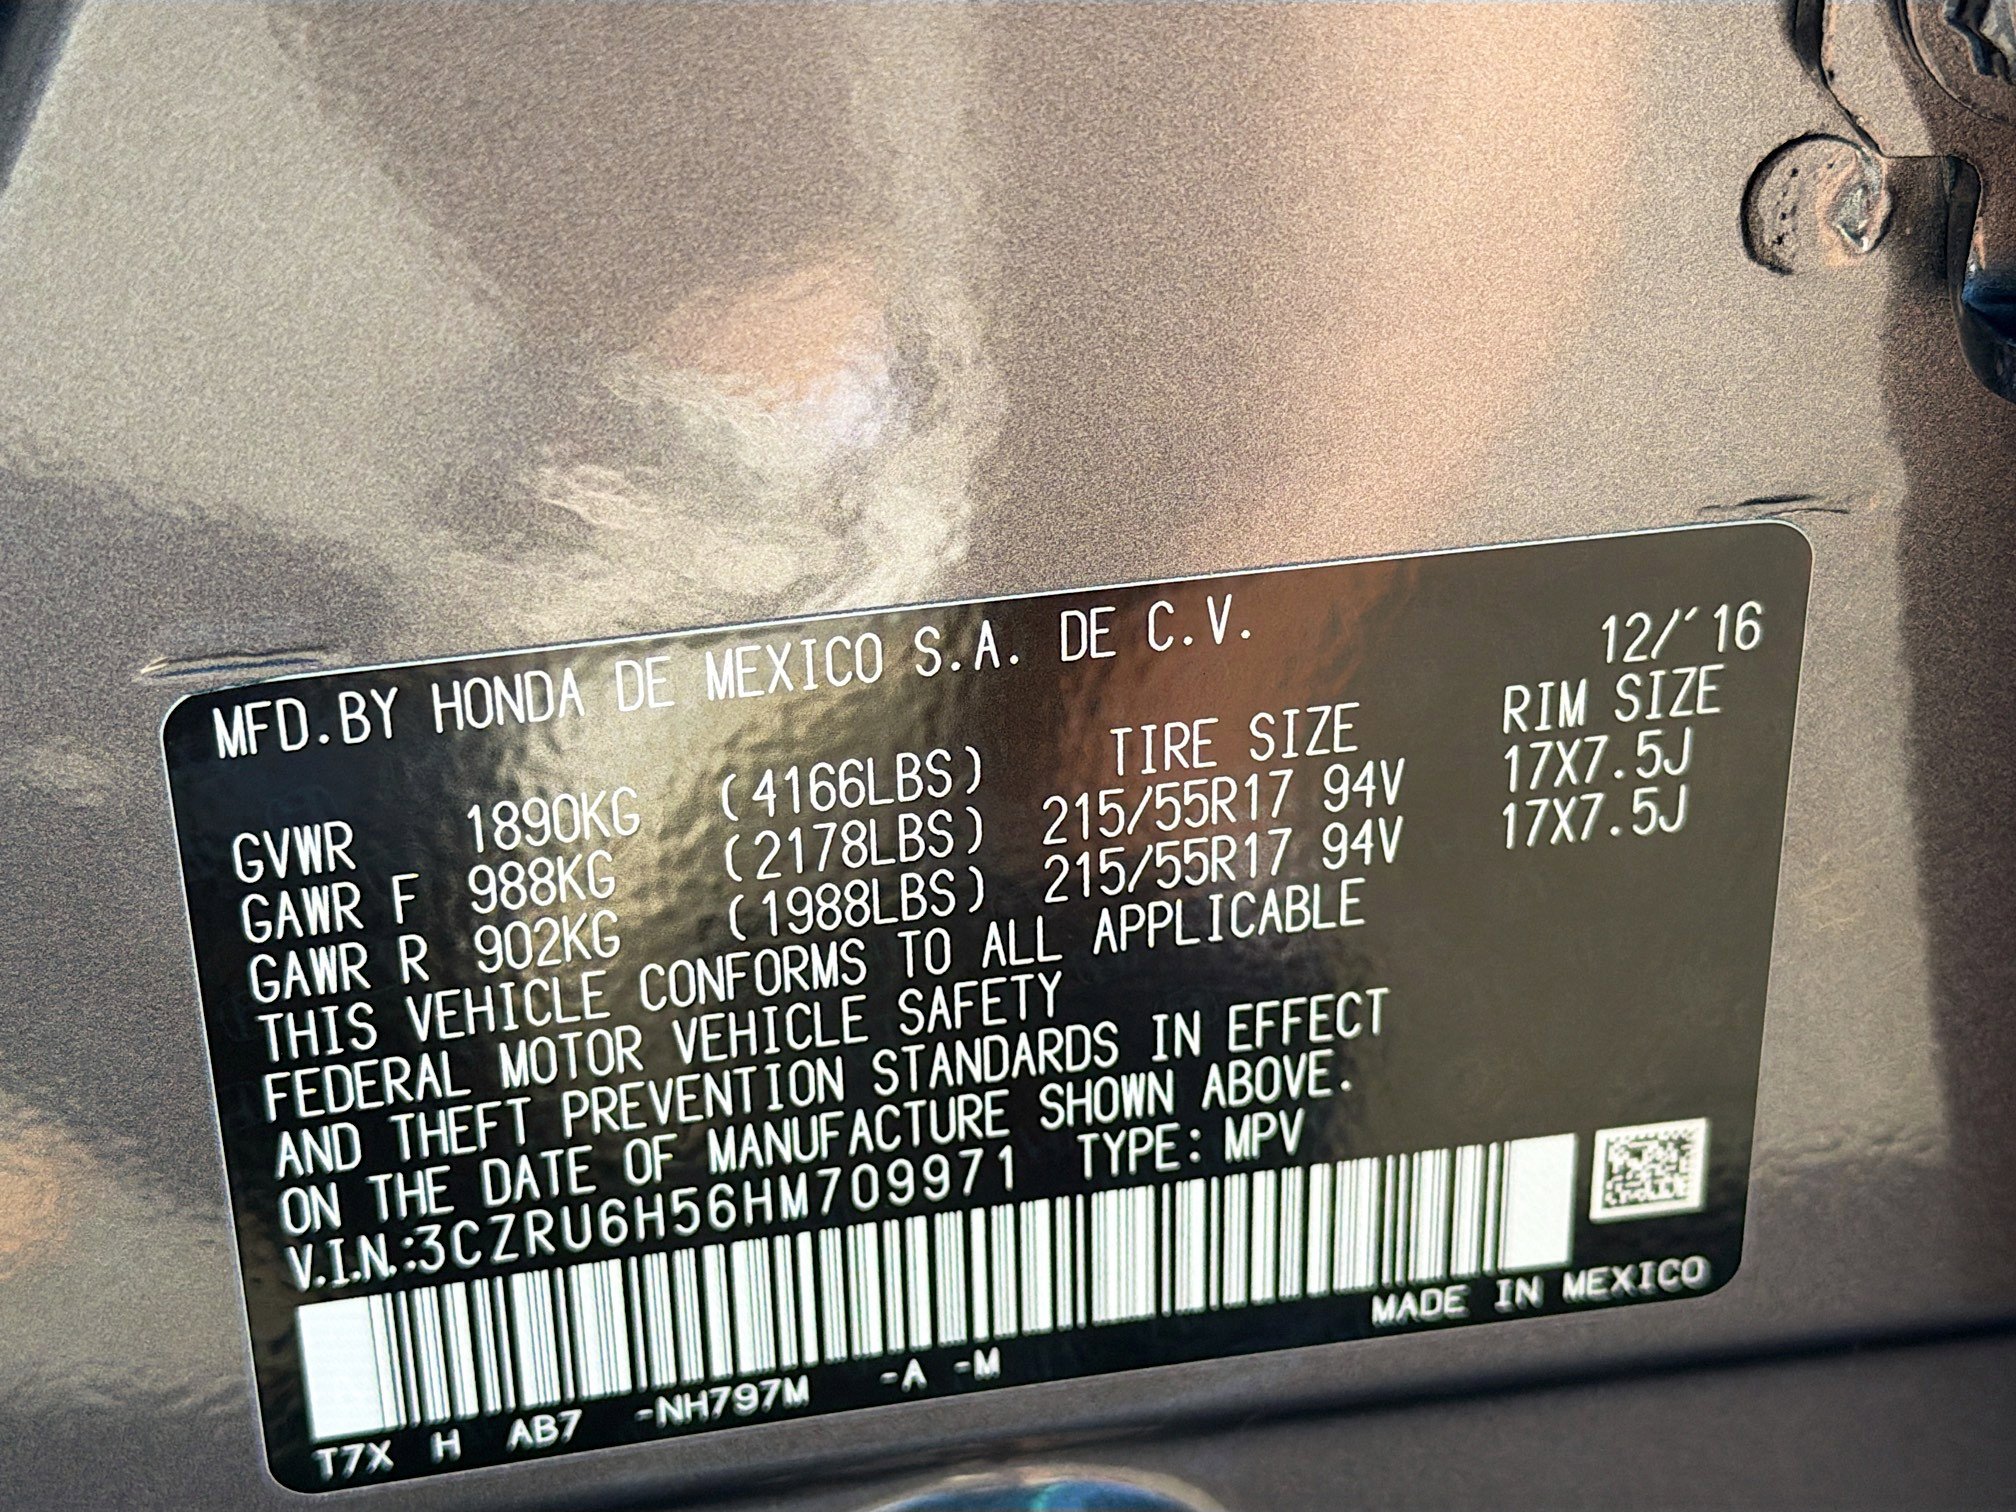 MFD.BY HONDA DE MEXICO S.A. DE C.V. 12/'16
TIRE SIZE RIM SIZE
GVWR 1890KG (4166LBS)
GAWR F 988KG (2178LBS) 215/55R17 94V 17X7.5J
GAWR R 902KG (1988LBS) 215/55R17 94V 17X7.5J
THIS VEHICLE CONFORMS TO ALL APPLICABLE
FEDERAL MOTOR VEHICLE SAFETY
AND THEFT PREVENTION STANDARDS IN EFFECT
ON THE DATE OF MANUFACTURE SHOWN ABOVE.
V.I.N.:3CZRU6H56HM709971 TYPE: MPV
MADE IN MEXICO
T7X H AB7 -NH797M -A -M